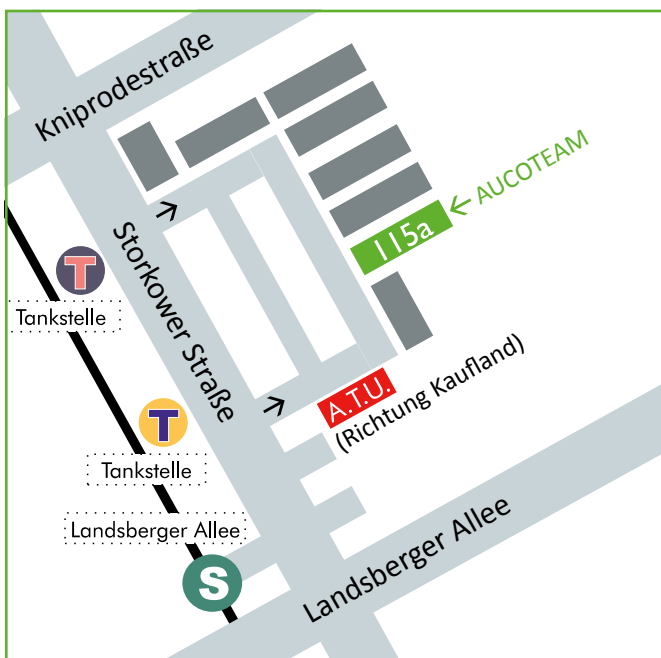 Kniprodestraße
AUCOTEAM
115a
Storkower Straße
T
Tankstelle
A.T.U.
(Richtung Kaufland)
T
Tankstelle
Landsberger Allee
S
Landsberger Allee